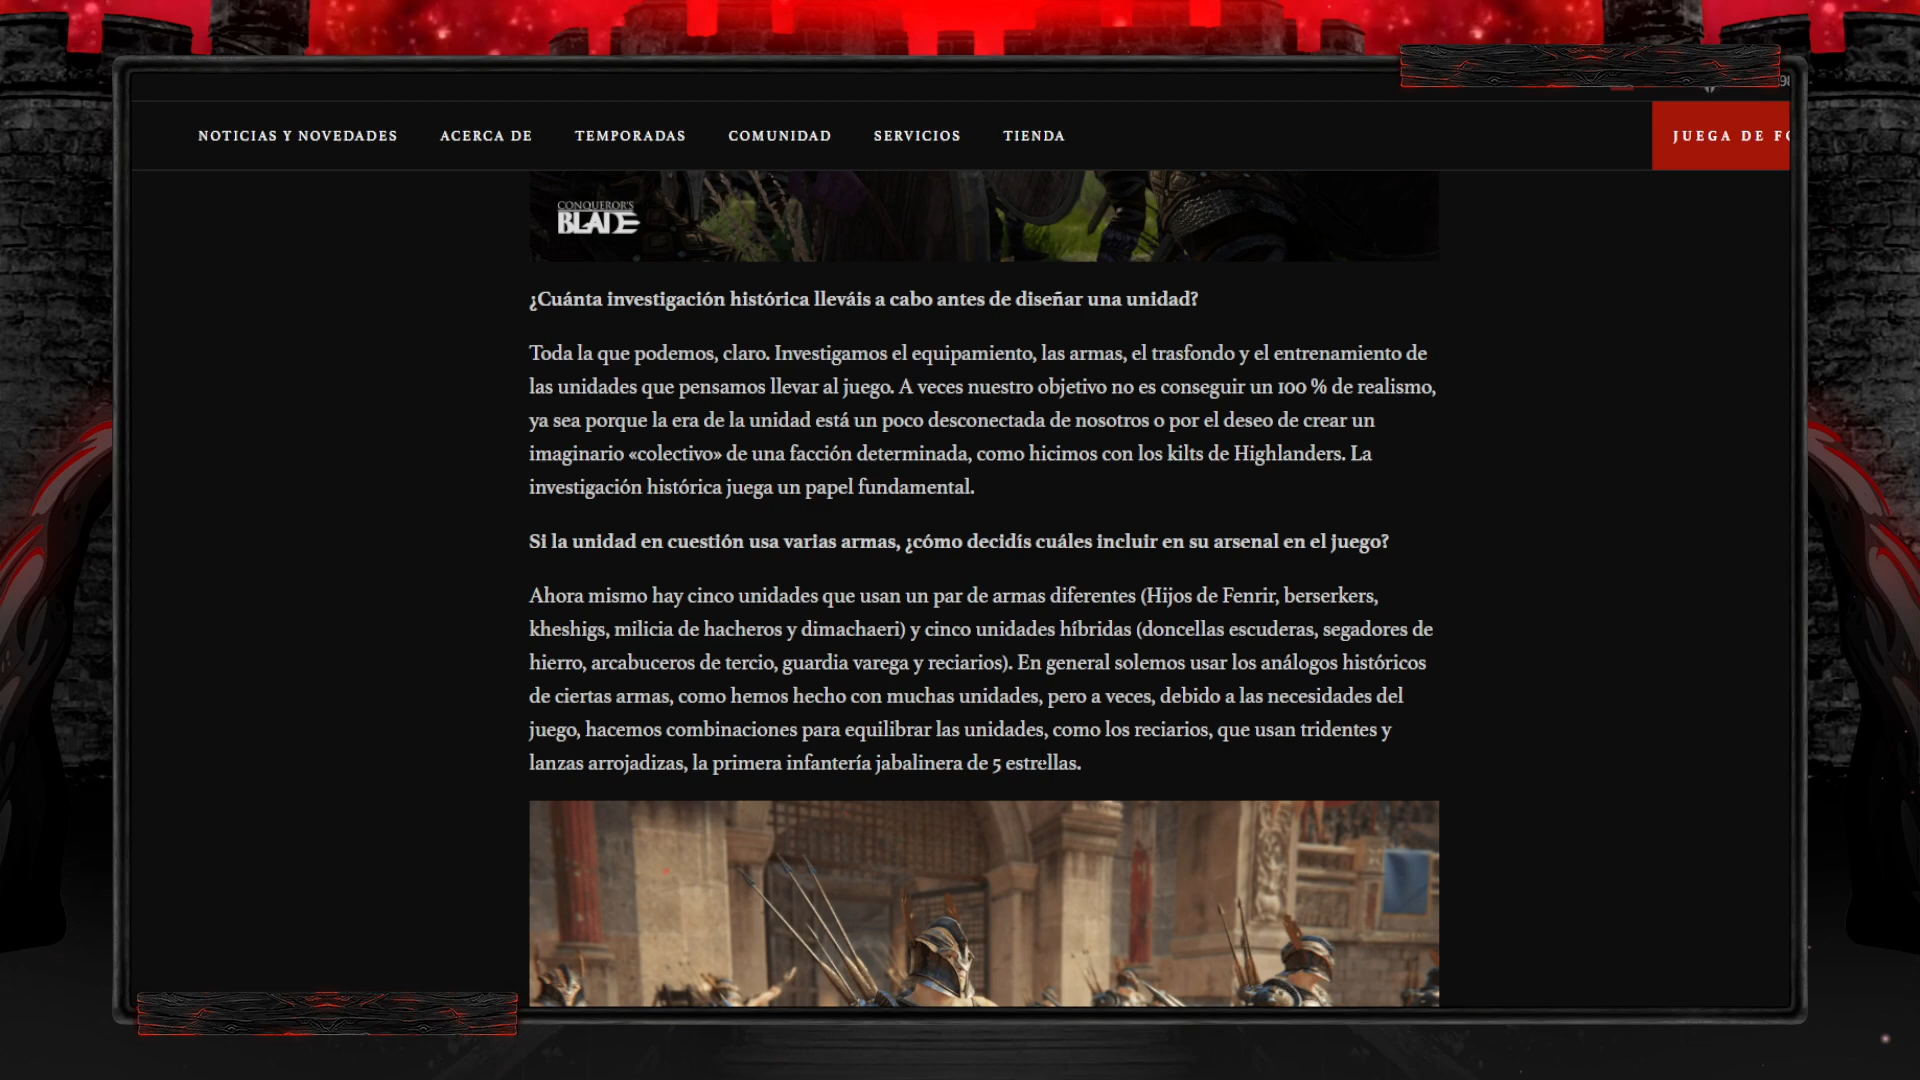 NOTICIAS Y NOVEDADES ACERCA DE TEMPORADAS COMUNIDAD SERVICIOS TIENDA JUEGA DE
CONQUEROR'S
BLADE
¿Cuánta investigación histórica lleváis a cabo antes de diseñar una unidad?
Toda la que podemos, claro. Investigamos el equipamiento, las armas, el trasfondo y el entrenamiento de
las unidades que pensamos llevar al juego. A veces nuestro objetivo no es conseguir un 100 % de realismo,
ya sea porque la era de la unidad está un poco desconectada de nosotros o por el deseo de crear un
imaginario «colectivo» de una facción determinada, como hicimos con los kilts de Highlanders. La
investigación histórica juega un papel fundamental.
Si la unidad en cuestión usa varias armas, ¿cómo decidís cuáles incluir en su arsenal en el juego?
Ahora mismo hay cinco unidades que usan un par de armas diferentes (Hijos de Fenrir, berserkers,
kheshigs, milicia de hacheros y dimachaeri) y cinco unidades híbridas (doncellas escuderas, segadores de
hierro, arcabuceros de tercio, guardia varega y reciarios). En general solemos usar los análogos históricos
de ciertas armas, como hemos hecho con muchas unidades, pero a veces, debido a las necesidades del
juego, hacemos combinaciones para equilibrar las unidades, como los reciarios, que usan tridentes y
lanzas arrojadizas, la primera infantería jabalinera de 5 estrellas.